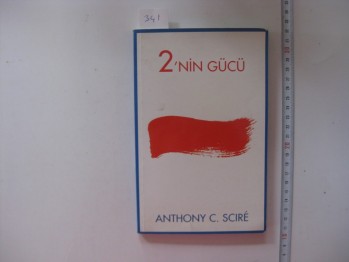 341
2'NİN GÜCÜ
ANTHONY C. SCIRÉ